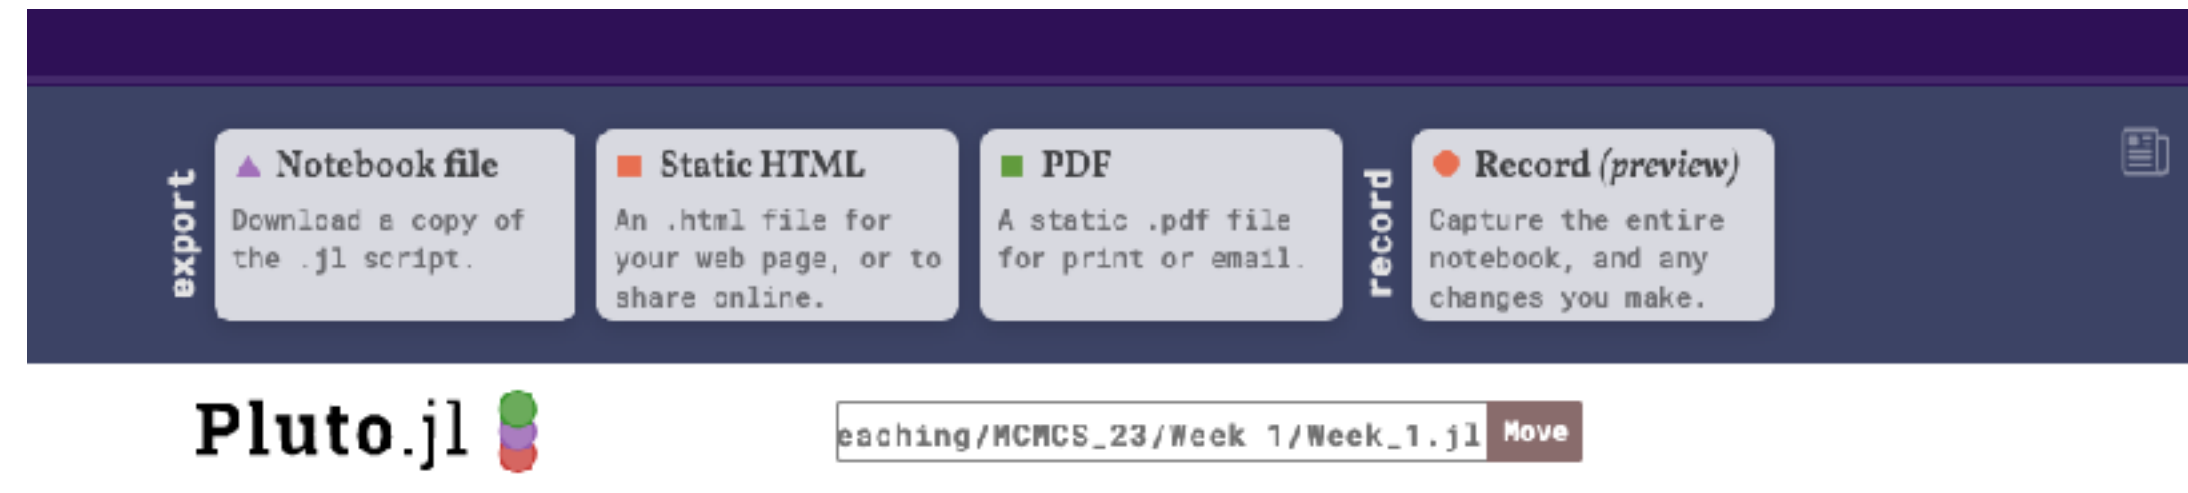 export
Notebook file
Download a copy of
the .jl script.
Static HTML
An .html file for
your web page, or to
share online.
PDF
A static .pdf file
for print or email.
record
Record (preview)
Capture the entire
notebook, and any
changes you make.
Pluto.jl
eaching/MCMCS_23/Week 1/Week_1.jl
Move